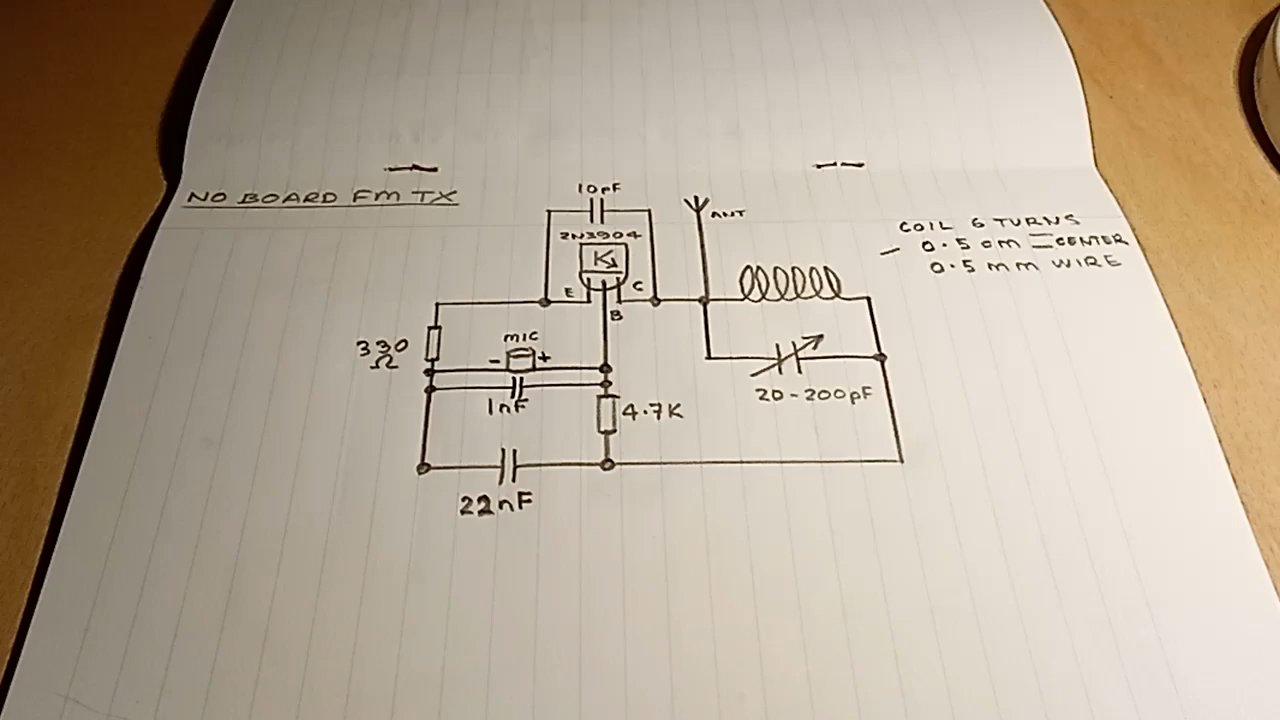 NO BOARD FM TX
10pF
2N3904
E
C
B
ANT
COIL 6 TURNS
- 0.5 cm = CENTER
0.5 mm WIRE
330
Ω
MIC
- +
1nF
4.7K
20-200pF
22nF